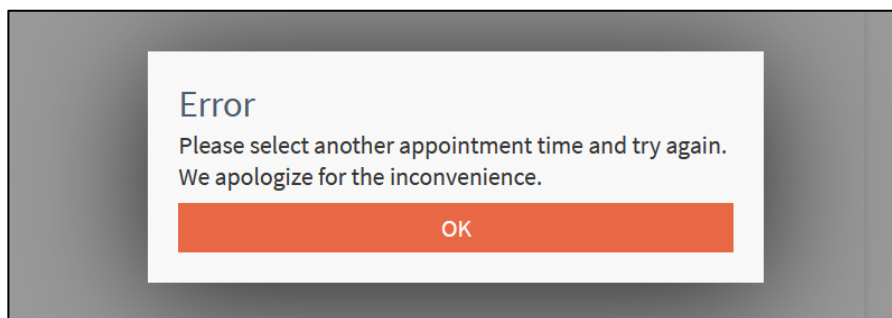 Error
Please select another appointment time and try again.
We apologize for the inconvenience.
OK